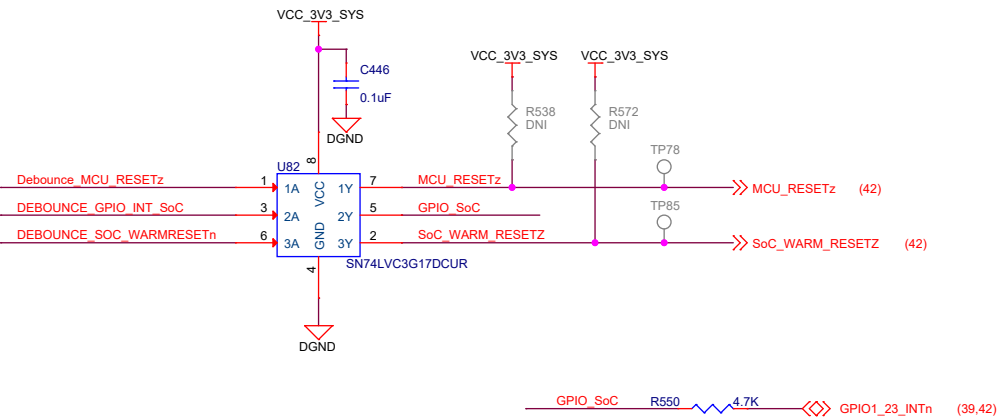 VCC_3V3_SYS
C446
0.1uF
DGND
VCC_3V3_SYS
VCC_3V3_SYS
R538
DNI
R572
DNI
TP78
8
U82
Debounce_MCU_RESETz
1
1A
VCC
1Y
7
MCU_RESETz
MCU_RESETz (42)
DEBOUNCE_GPIO_INT_SoC
3
2A
2Y
5
GPIO_SoC
TP85
DEBOUNCE_SOC_WARMRESETn
6
3A
GND
3Y
2
SoC_WARM_RESETZ
SoC_WARM_RESETZ (42)
4
SN74LVC3G17DCUR
DGND
GPIO_SoC
R550
4.7K
GPIO1_23_INTn (39,42)